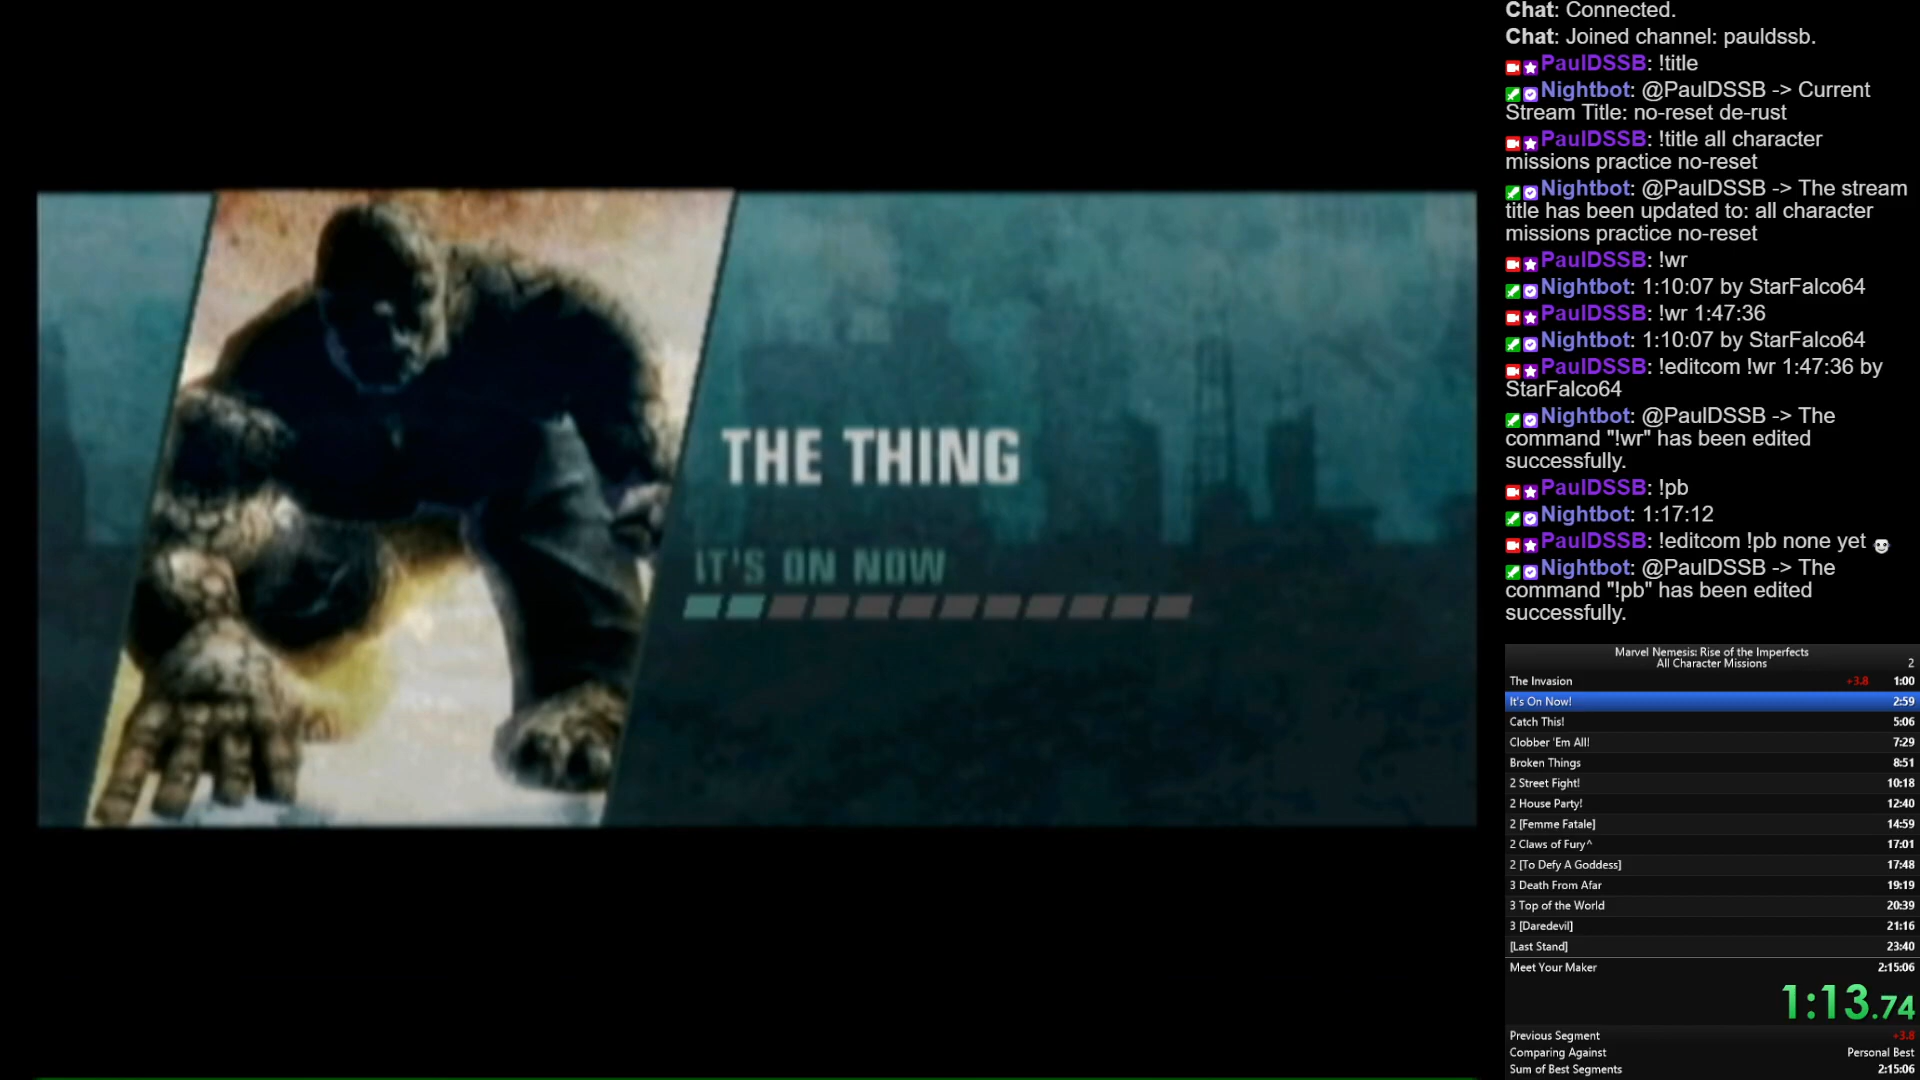 THE THING
IT'S ON NOW
Chat: Connected.
Chat: Joined channel: pauldssb.
PaulDSSB: !title
Nightbot: @PaulDSSB -> Current
Stream Title: no-reset de-rust
PaulDSSB: !title all character
missions practice no-reset
Nightbot: @PaulDSSB -> The stream
title has been updated to: all character
missions practice no-reset
PaulDSSB: !wr
Nightbot: 1:10:07 by StarFalco64
PaulDSSB: !wr 1:47:36
Nightbot: 1:10:07 by StarFalco64
PaulDSSB: !editcom !wr 1:47:36 by
StarFalco64
Nightbot: @PaulDSSB -> The
command "!wr" has been edited
successfully.
PaulDSSB: !pb
Nightbot: 1:17:12
PaulDSSB: !editcom !pb none yet
Nightbot: @PaulDSSB -> The
command "!pb" has been edited
successfully.
Marvel Nemesis: Rise of the Imperfects
All Character Missions 2
The Invasion +3.8 1:00
It's On Now! 2:59
Catch This! 5:06
Clobber 'Em All! 7:29
Broken Things 8:51
2 Street Fight! 10:18
2 House Party! 12:40
2 [Femme Fatale] 14:59
2 Claws of Fury^ 17:01
2 [To Defy A Goddess] 17:48
3 Death From Afar 19:19
3 Top of the World 20:39
3 [Daredevil] 21:16
[Last Stand] 23:40
Meet Your Maker 2:15:06
1:13.74
Previous Segment +3.8
Comparing Against Personal Best
Sum of Best Segments 2:15:06